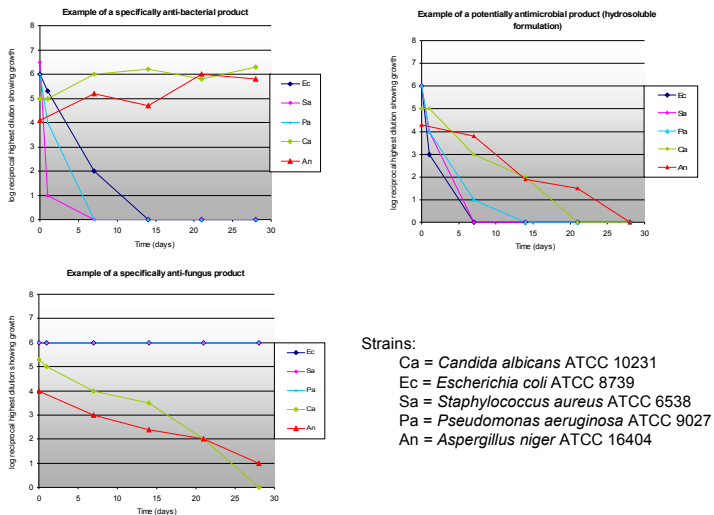 Example of a specifically anti-bacterial product
log reciprocal highest dilution showing growth
8
7
6
5
4
3
2
1
0
0 5 10 15 20 25 30
Time (days)
Ec
Sa
Pa
Ca
An
Example of a potentially antimicrobial product (hydrosoluble
formulation)
log reciprocal highest dilution showing growth
8
7
6
5
4
3
2
1
0
0 5 10 15 20 25 30
Time (days)
Ec
Sa
Pa
Ca
An
Example of a specifically anti-fungus product
log reciprocal highest dilution showing growth
8
7
6
5
4
3
2
1
0
0 5 10 15 20 25 30
Time (days)
Ec
Sa
Pa
Ca
An
Strains:
Ca = Candida albicans ATCC 10231
Ec = Escherichia coli ATCC 8739
Sa = Staphylococcus aureus ATCC 6538
Pa = Pseudomonas aeruginosa ATCC 9027
An = Aspergillus niger ATCC 16404